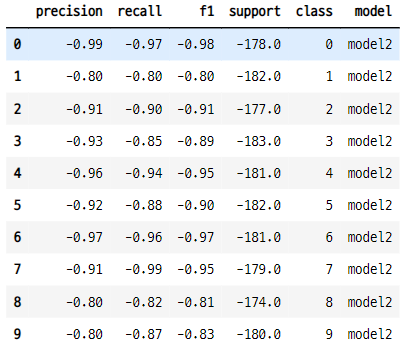 precision recall f1 support class model
0 -0.99 -0.97 -0.98 -178.0 0 model2
1 -0.80 -0.80 -0.80 -182.0 1 model2
2 -0.91 -0.90 -0.91 -177.0 2 model2
3 -0.93 -0.85 -0.89 -183.0 3 model2
4 -0.96 -0.94 -0.95 -181.0 4 model2
5 -0.92 -0.88 -0.90 -182.0 5 model2
6 -0.97 -0.96 -0.97 -181.0 6 model2
7 -0.91 -0.99 -0.95 -179.0 7 model2
8 -0.80 -0.82 -0.81 -174.0 8 model2
9 -0.80 -0.87 -0.83 -180.0 9 model2